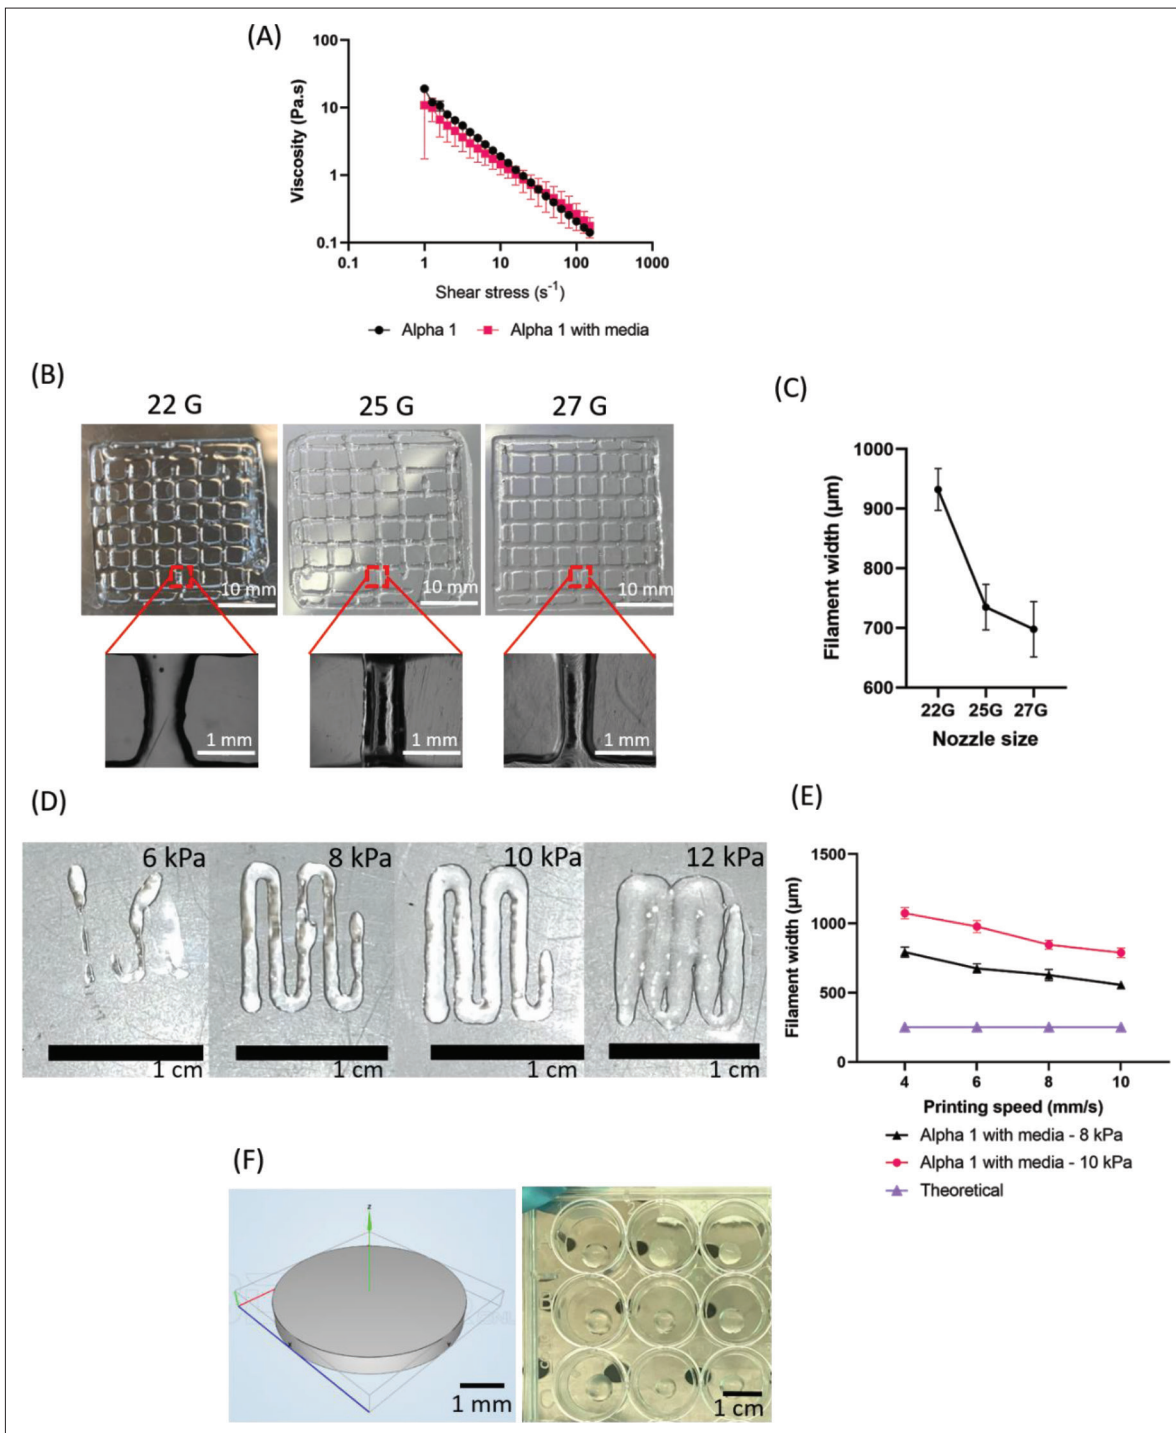 (A)
100
10
1
0.1
Viscosity (Pa.s)
0.1 1 10 100 1000
Shear stress (s⁻¹)
Alpha 1 Alpha 1 with media
(B)
22 G 25 G 27 G
10 mm 10 mm 10 mm
1 mm 1 mm 1 mm
(C)
1000
900
800
700
600
Filament width (µm)
22G 25G 27G
Nozzle size
(D)
6 kPa 8 kPa 10 kPa 12 kPa
1 cm 1 cm 1 cm 1 cm
(E)
1500
1000
500
0
Filament width (µm)
4 6 8 10
Printing speed (mm/s)
Alpha 1 with media - 8 kPa
Alpha 1 with media - 10 kPa
Theoretical
(F)
z
1 mm
1 cm